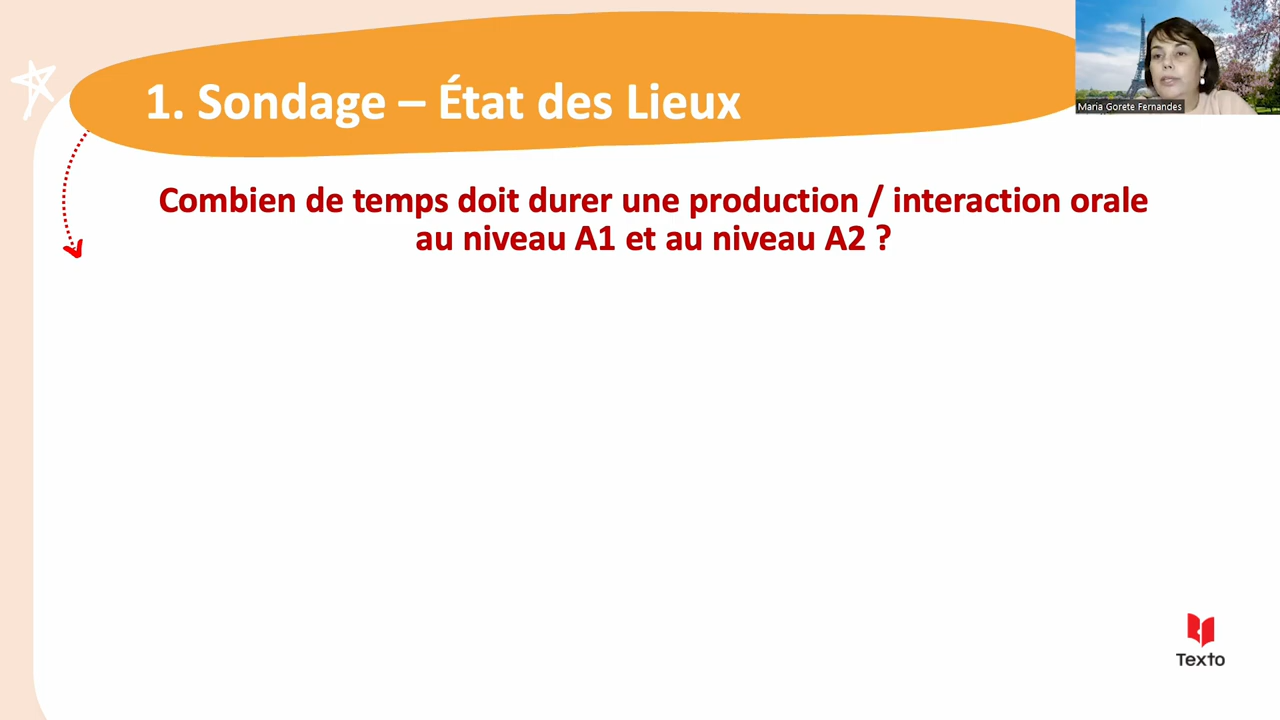 1. Sondage – État des Lieux
Maria Gorete Fernandes
Combien de temps doit durer une production / interaction orale
au niveau A1 et au niveau A2 ?
Texto